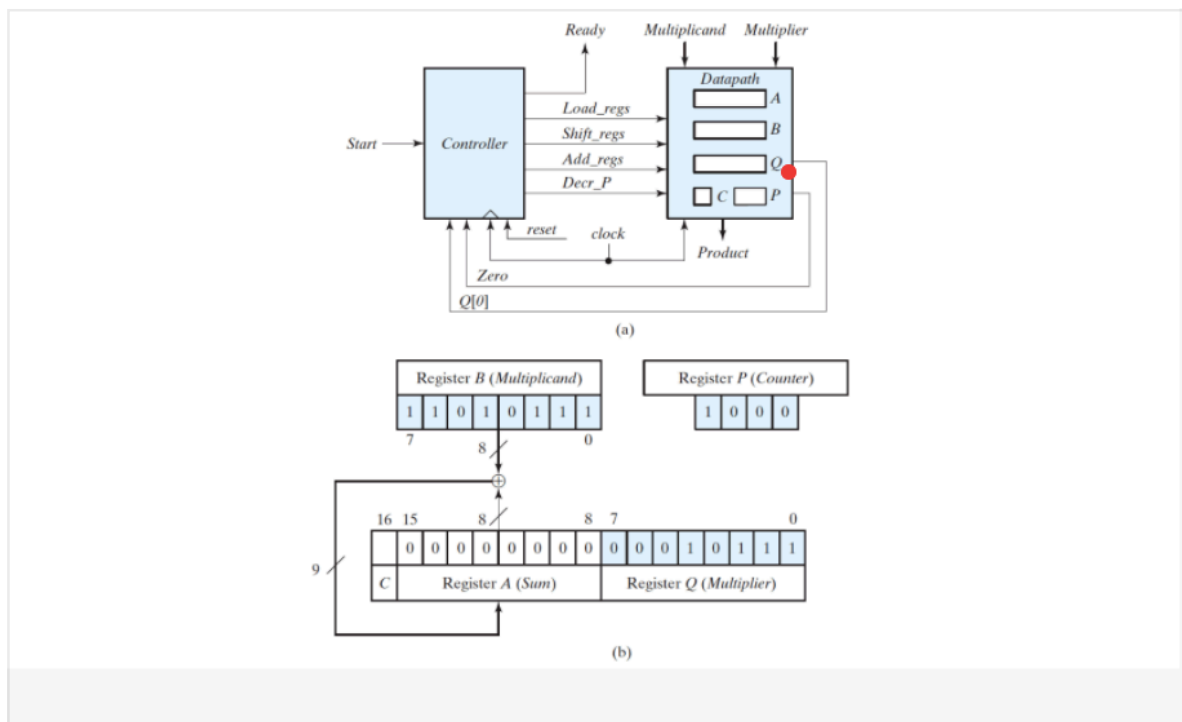 Ready Multiplicand Multiplier
Datapath
A
Load_regs
B
Shift_regs
Start Controller
Add_regs
Q
Decr_P
C P
reset clock
Product
Zero
Q[0]
(a)
Register B (Multiplicand) Register P (Counter)
1 1 0 1 0 1 1 1 1 0 0 0
7 8 0
16 15 8 8 7 0
0 0 0 0 0 0 0 0 0 0 0 1 0 1 1 1
9
C Register A (Sum) Register Q (Multiplier)
(b)